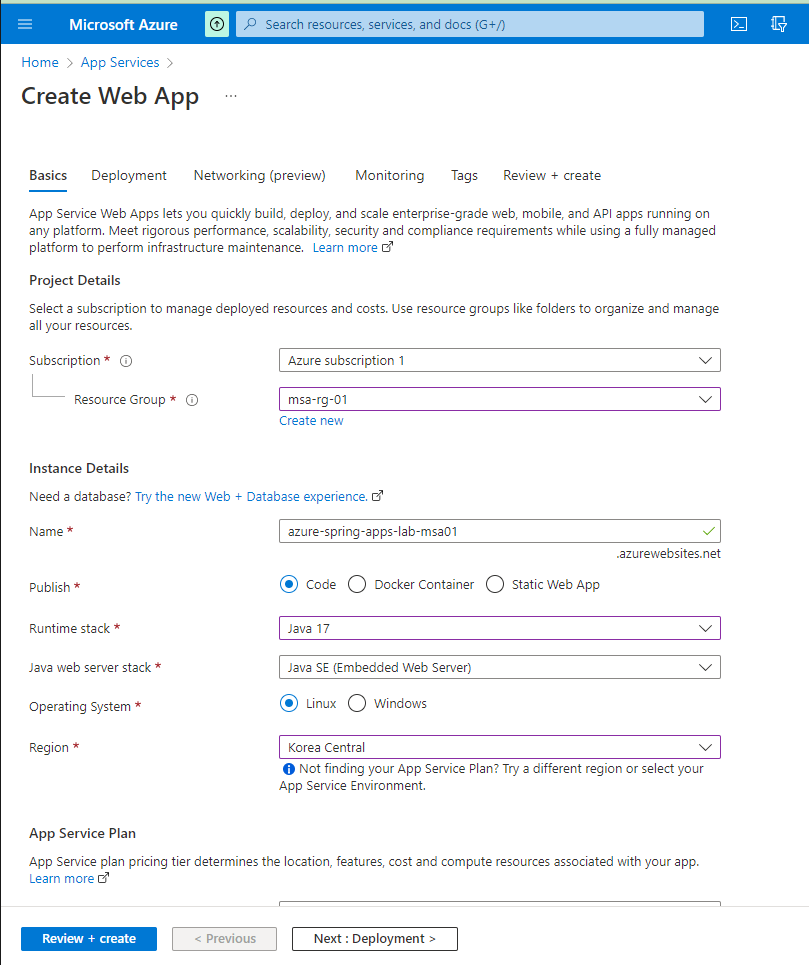 Microsoft Azure
Search resources, services, and docs (G+/)
Home > App Services >
Create Web App ...
Basics Deployment Networking (preview) Monitoring Tags Review + create
App Service Web Apps lets you quickly build, deploy, and scale enterprise-grade web, mobile, and API apps running on
any platform. Meet rigorous performance, scalability, security and compliance requirements while using a fully managed
platform to perform infrastructure maintenance. Learn more
Project Details
Select a subscription to manage deployed resources and costs. Use resource groups like folders to organize and manage
all your resources.
Subscription * Azure subscription 1
Resource Group * msa-rg-01
Create new
Instance Details
Need a database? Try the new Web + Database experience.
Name * azure-spring-apps-lab-msa01
.azurewebsites.net
Publish * Code Docker Container Static Web App
Runtime stack * Java 17
Java web server stack * Java SE (Embedded Web Server)
Operating System * Linux Windows
Region * Korea Central
Not finding your App Service Plan? Try a different region or select your
App Service Environment.
App Service Plan
App Service plan pricing tier determines the location, features, cost and compute resources associated with your app.
Learn more
Review + create < Previous Next : Deployment >